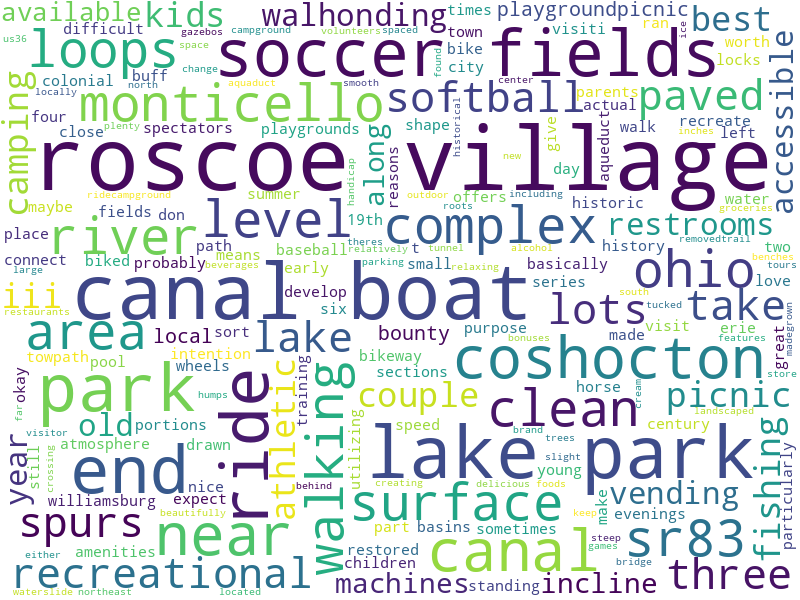 available kids walhonding times playgroundpicnic ran ice best
us36 difficult gazebos campground volunteers spaced town visiti worth
loops space soccer fields bike locks
colonial buff change aquaduct found city parents
locally north smooth center actual paved accessible
camping four monticello softball
close spectators playgrounds along shape historical walk recreate left
plenty reasons aqueduct give inches
roscoe village
new day water
maybe ridecampground summer handicap offers outdoor including historic groceries
place fields don level 19th complex roots restrooms
river path baseball theres t history removedtrail two
connect biked probably means relatively tunnel alcohol basically tours
large beverages early parking small relaxing ohio benches
iii canal boat series love
restaurants develop six south lots tucked take madegrown
area local sort lake bounty purpose made visit erie features great
towpath intention bonuses store
pool wheels bikeway coshocton
okay park humps ride athletic training walking couple sections horse clean cream picnic
far old portions speed century landscaped
visitor atmosphere drawn utilizing brand trees
year still crossing end nice behind lake park fishing particularly
williamsburg expect creating delicious foods young slight
spurs beautifully surface make vending
near part basins sometimes keep evenings
restored canal steep sr83
either amenities children games bridge
recreational machines standing incline three
waterslide northeast located